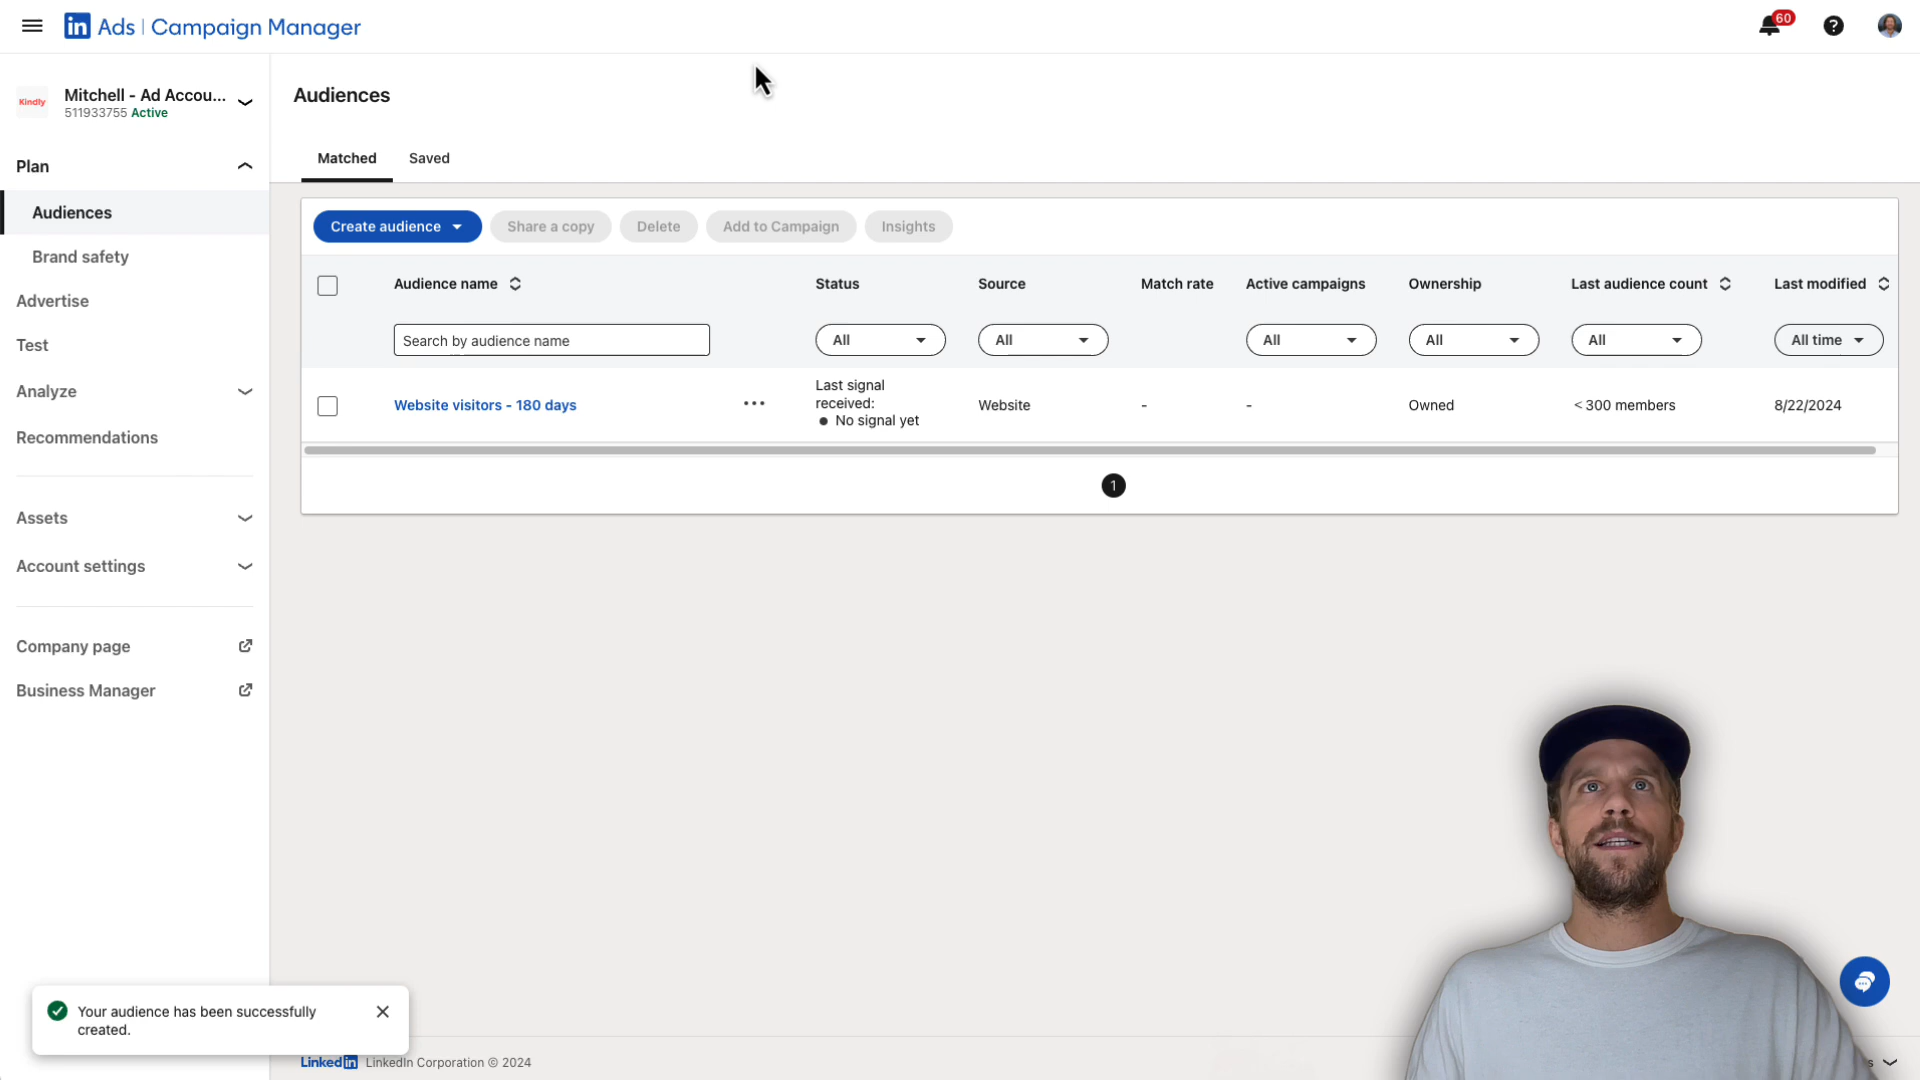 in Ads | Campaign Manager
60
?
Kindly
Mitchell - Ad Accou...
511933755 Active
Plan
Audiences
Brand safety
Advertise
Test
Analyze
Recommendations
Assets
Account settings
Company page
Business Manager
Audiences
Matched
Saved
Create audience
Share a copy
Delete
Add to Campaign
Insights
Audience name
Status
Source
Match rate
Active campaigns
Ownership
Last audience count
Last modified
Search by audience name
All
All
All
All
All
All time
Website visitors - 180 days
...
Last signal
received:
No signal yet
Website
-
-
Owned
<300 members
8/22/2024
1
Your audience has been successfully
created.
LinkedIn LinkedIn Corporation © 2024